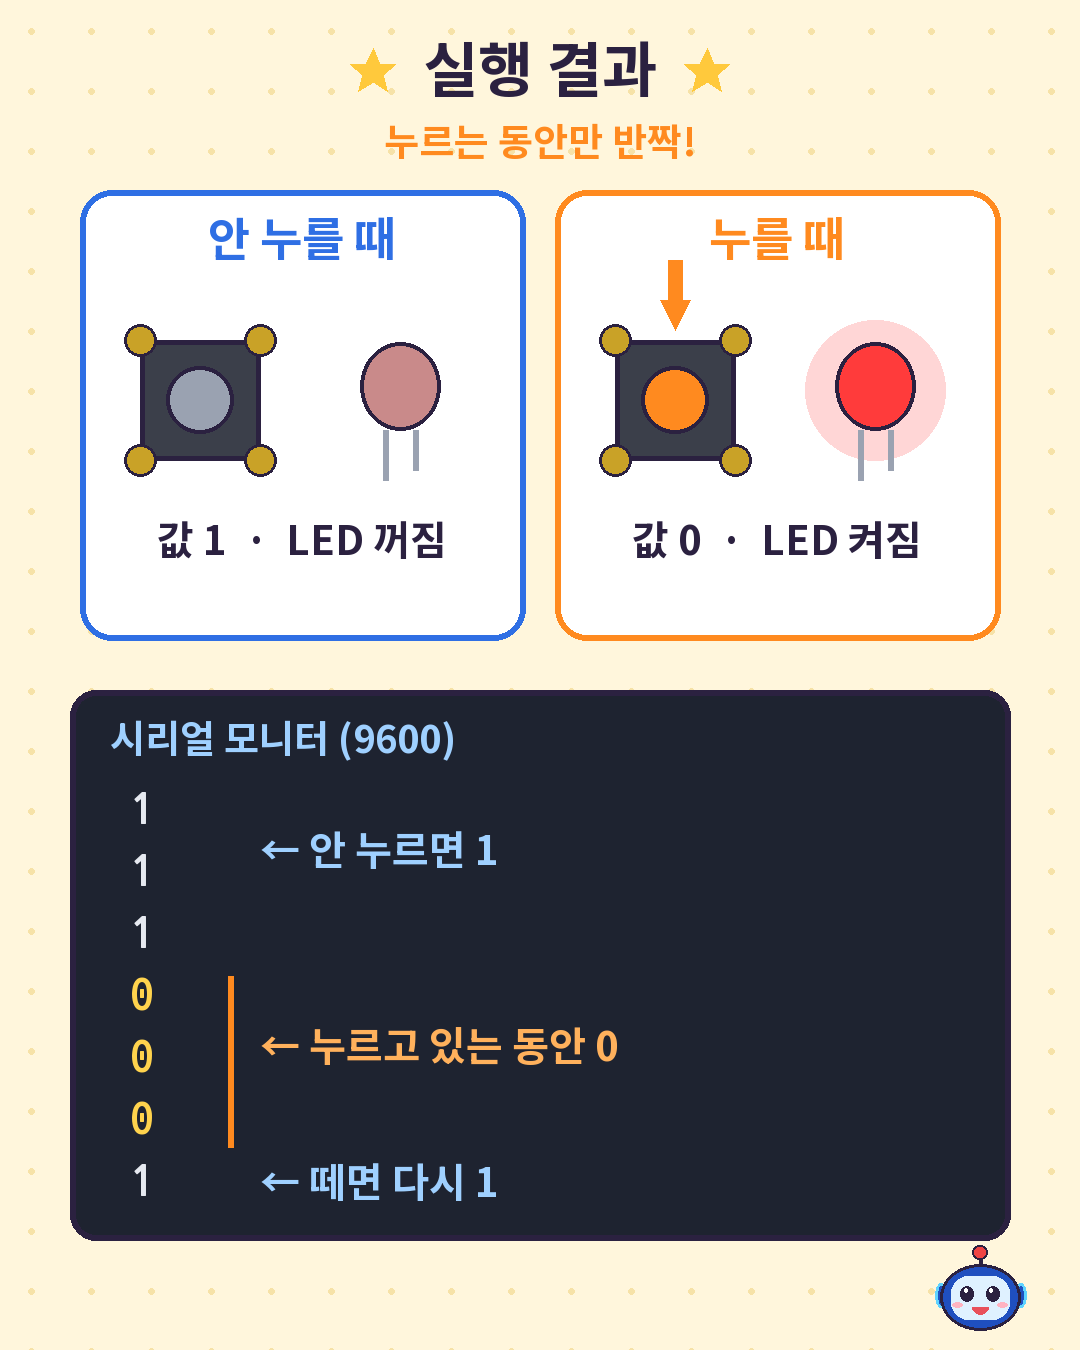 실행 결과
누르는 동안만 반짝!
안 누를 때
누를 때
값 1 · LED 꺼짐
값 0 · LED 켜짐
시리얼 모니터 (9600)
1
← 안 누르면 1
1
1
0
0
← 누르고 있는 동안 0
0
1
← 떼면 다시 1